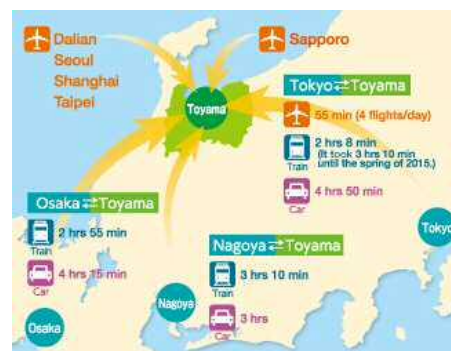 Dalian
Seoul
Shanghai
Taipei
Sapporo
Toyama
Tokyo⇄Toyama
55 min (4 flights/day)
2 hrs 8 min
(It took 3 hrs 10 min
until the spring of 2015.)
Train
4 hrs 50 min
Car
Osaka⇄Toyama
2 hrs 55 min
Train
4 hrs 15 min
Car
Nagoya⇄Toyama
3 hrs 10 min
Train
3 hrs
Car
Tokyo
Nagoya
Osaka